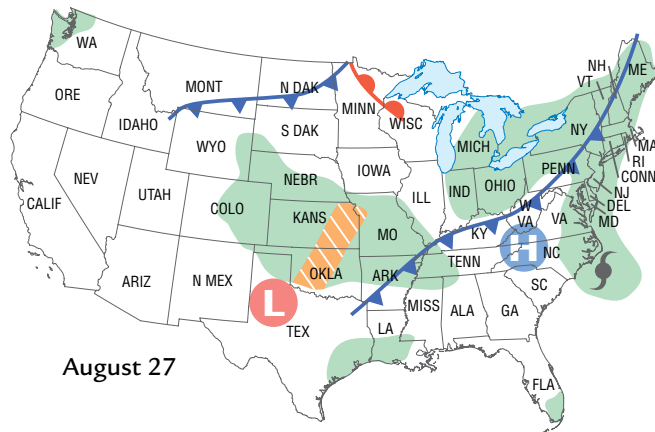 WA
NH
ME
VT
MONT
N DAK
ORE
MINN
IDAHO
WISC
S DAK
MICH
NY
MASS
WYO
RI
CONN
IOWA
PENN
NEBR
NEV
OHIO
NJ
IND
DEL
UTAH
ILL
W VA
MD
CALIF
COLO
VA
KANS
MO
KY
H
NC
OKLA
TENN
ARIZ
N MEX
ARK
SC
L
MISS
ALA
GA
TEX
LA
August 27
FLA